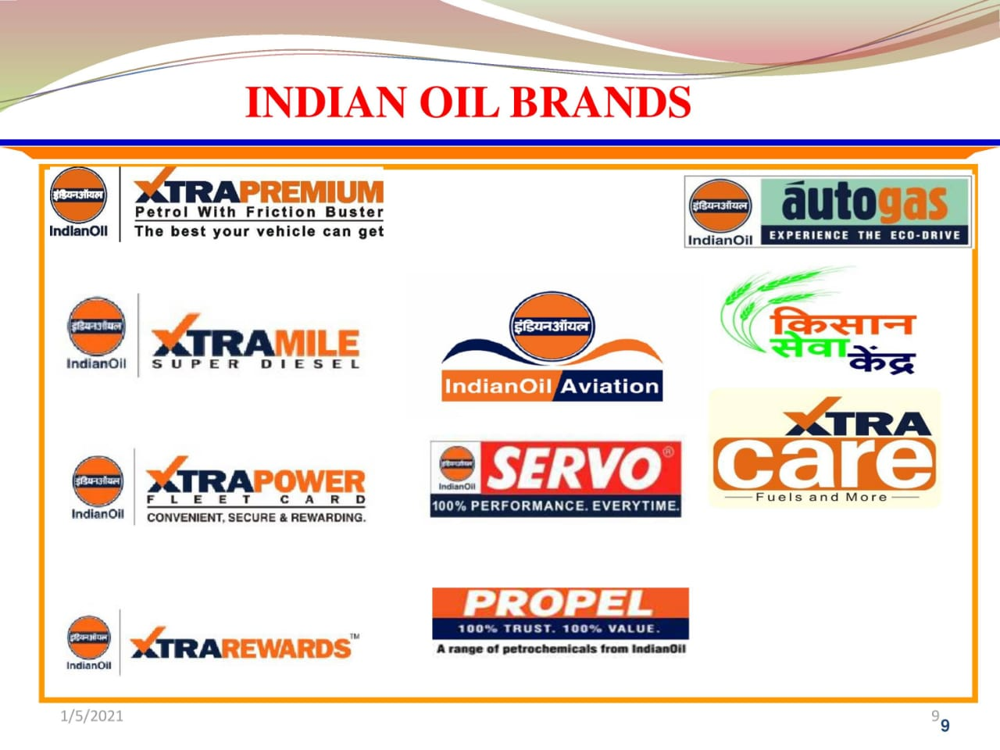 INDIAN OIL BRANDS
इंडियनऑयल
IndianOil
XTRAPREMIUM
Petrol With Friction Buster
The best your vehicle can get
इंडियनऑयल
IndianOil
áutogas
EXPERIENCE THE ECO-DRIVE
इंडियनऑयल
IndianOil
XTRAMILE
SUPER DIESEL
इंडियनऑयल
IndianOil Aviation
किसान
सेवा
केंद्र
XTRA
care
Fuels and More
इंडियनऑयल
IndianOil
XTRAPOWER
FLEET CARD
CONVENIENT, SECURE & REWARDING.
इंडियनऑयल
IndianOil
SERVO®
100% PERFORMANCE. EVERYTIME.
इंडियनऑयल
IndianOil
XTRAREWARDS™
PROPEL
100% TRUST. 100% VALUE.
A range of petrochemicals from IndianOil
1/5/2021
9
9